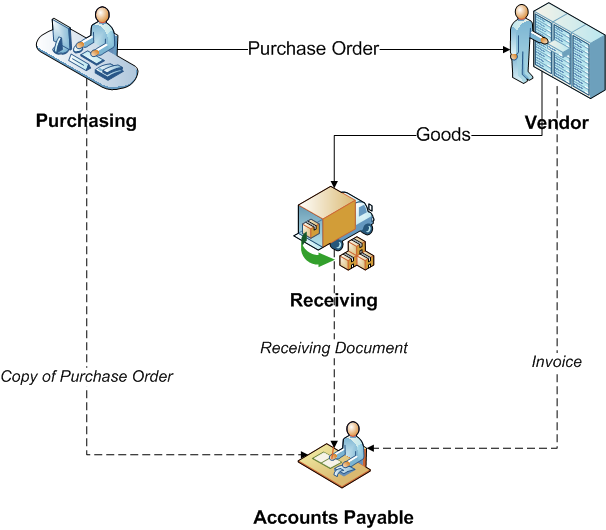 Purchase Order
Purchasing
Vendor
Goods
Receiving
Receiving Document
Invoice
Copy of Purchase Order
Accounts Payable